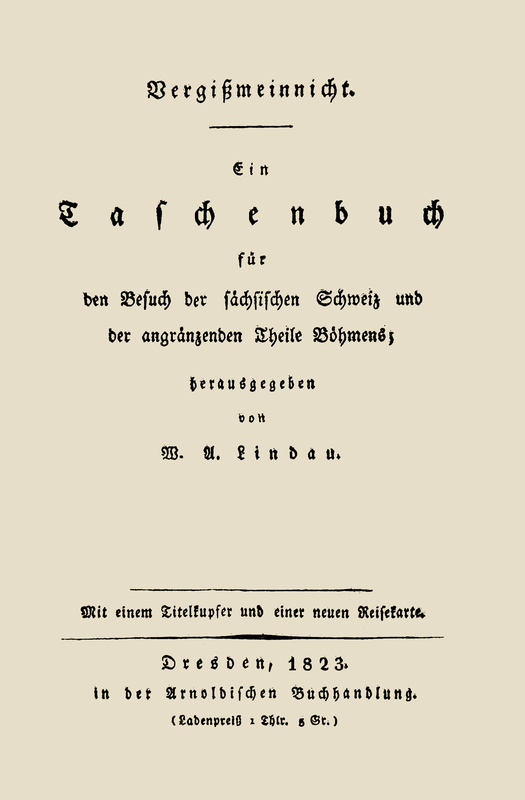 Vergißmeinnicht.
Ein
Taschenbuch
für
den Besuch der sächsischen Schweiz und
der angränzenden Theile Böhmens;
herausgegeben
von
W. A. Lindau.
Mit einem Titelkupfer und einer neuen Reisekarte.
Dresden, 1823.
in der Arnoldischen Buchhandlung.
(Ladenpreiß 1 Thlr. 5 Gr.)